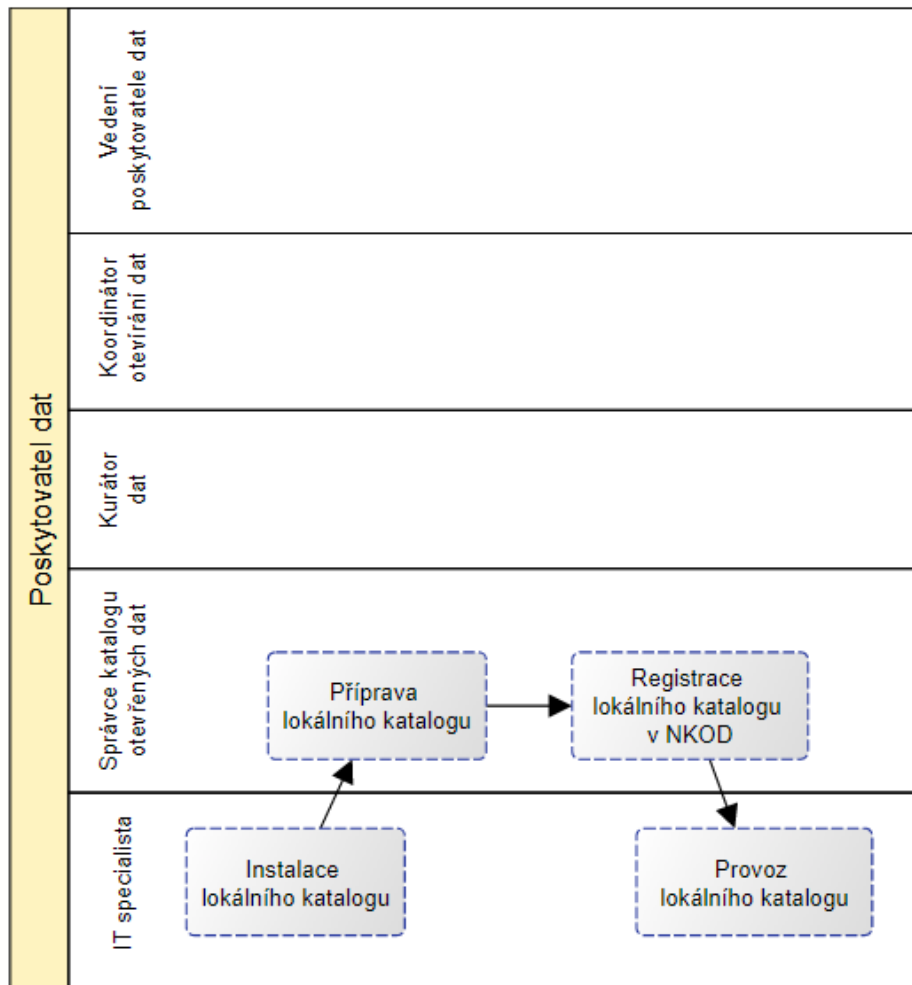 Poskytovatel dat
Vedení
poskytovatele dat
Koordinátor
otevírání dat
Kurátor
dat
Správce katalogu
otevřených dat
Příprava
lokálního katalogu
Registrace
lokálního katalogu
v NKOD
IT specialista
Instalace
lokálního katalogu
Provoz
lokálního katalogu